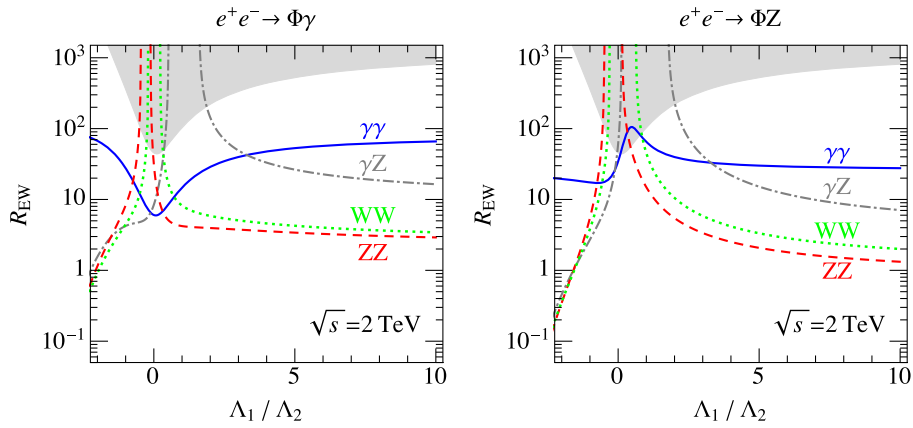 e⁺e⁻→ Φγ
10³
10²
10
1
10⁻¹
R_EW
γγ
γZ
WW
ZZ
√s=2 TeV
0 5 10
Λ₁ / Λ₂
e⁺e⁻→ ΦZ
10³
10²
10
1
10⁻¹
R_EW
γγ
γZ
WW
ZZ
√s=2 TeV
0 5 10
Λ₁ / Λ₂